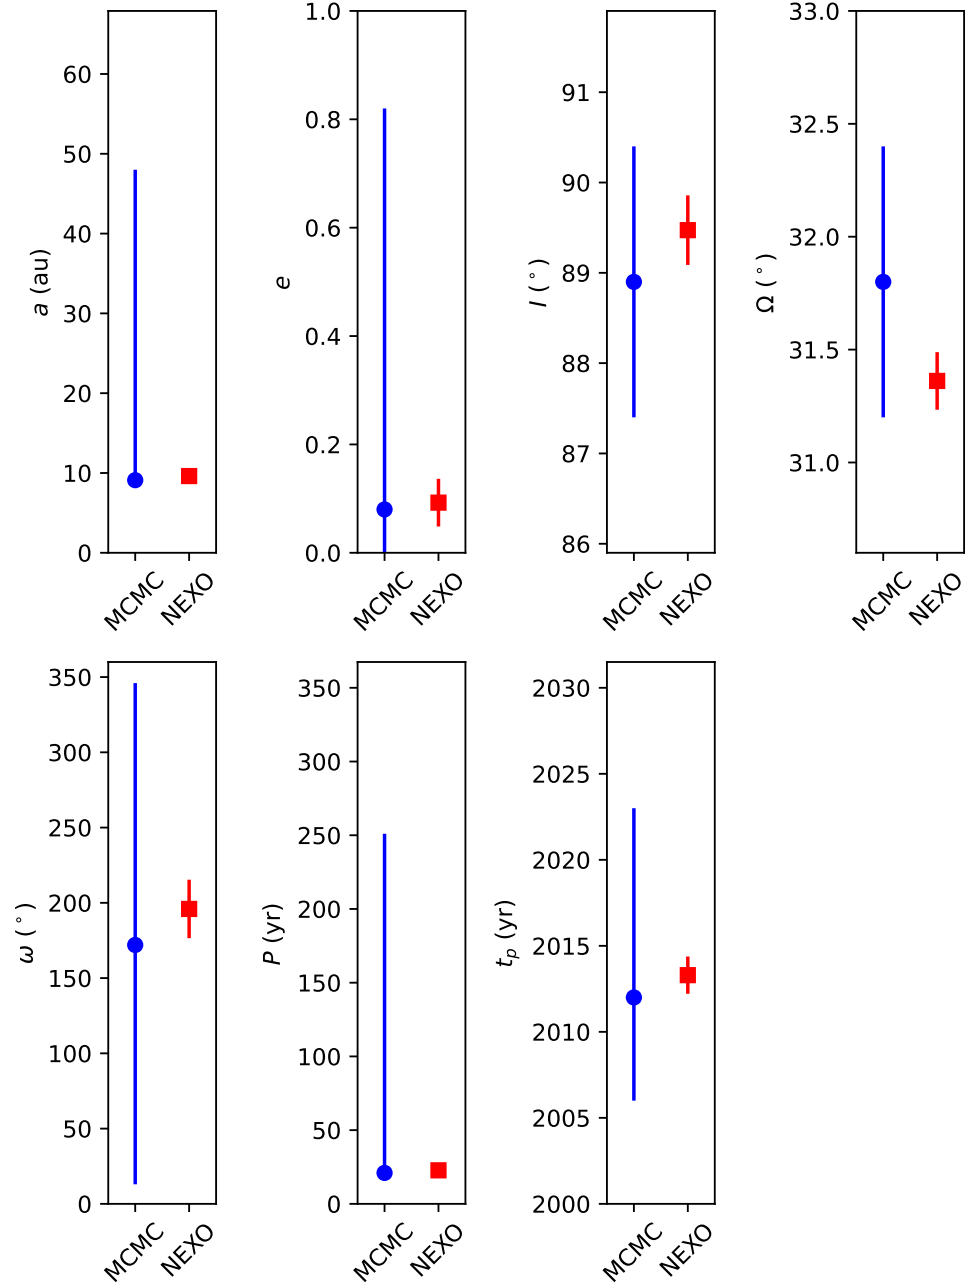 a (au)
60
50
40
30
20
10
0
MCMC
NEXO
e
1.0
0.8
0.6
0.4
0.2
0.0
MCMC
NEXO
I (°)
91
90
89
88
87
86
MCMC
NEXO
Ω (°)
33.0
32.5
32.0
31.5
31.0
MCMC
NEXO
ω (°)
350
300
250
200
150
100
50
0
MCMC
NEXO
P (yr)
350
300
250
200
150
100
50
0
MCMC
NEXO
t_p (yr)
2030
2025
2020
2015
2010
2005
2000
MCMC
NEXO